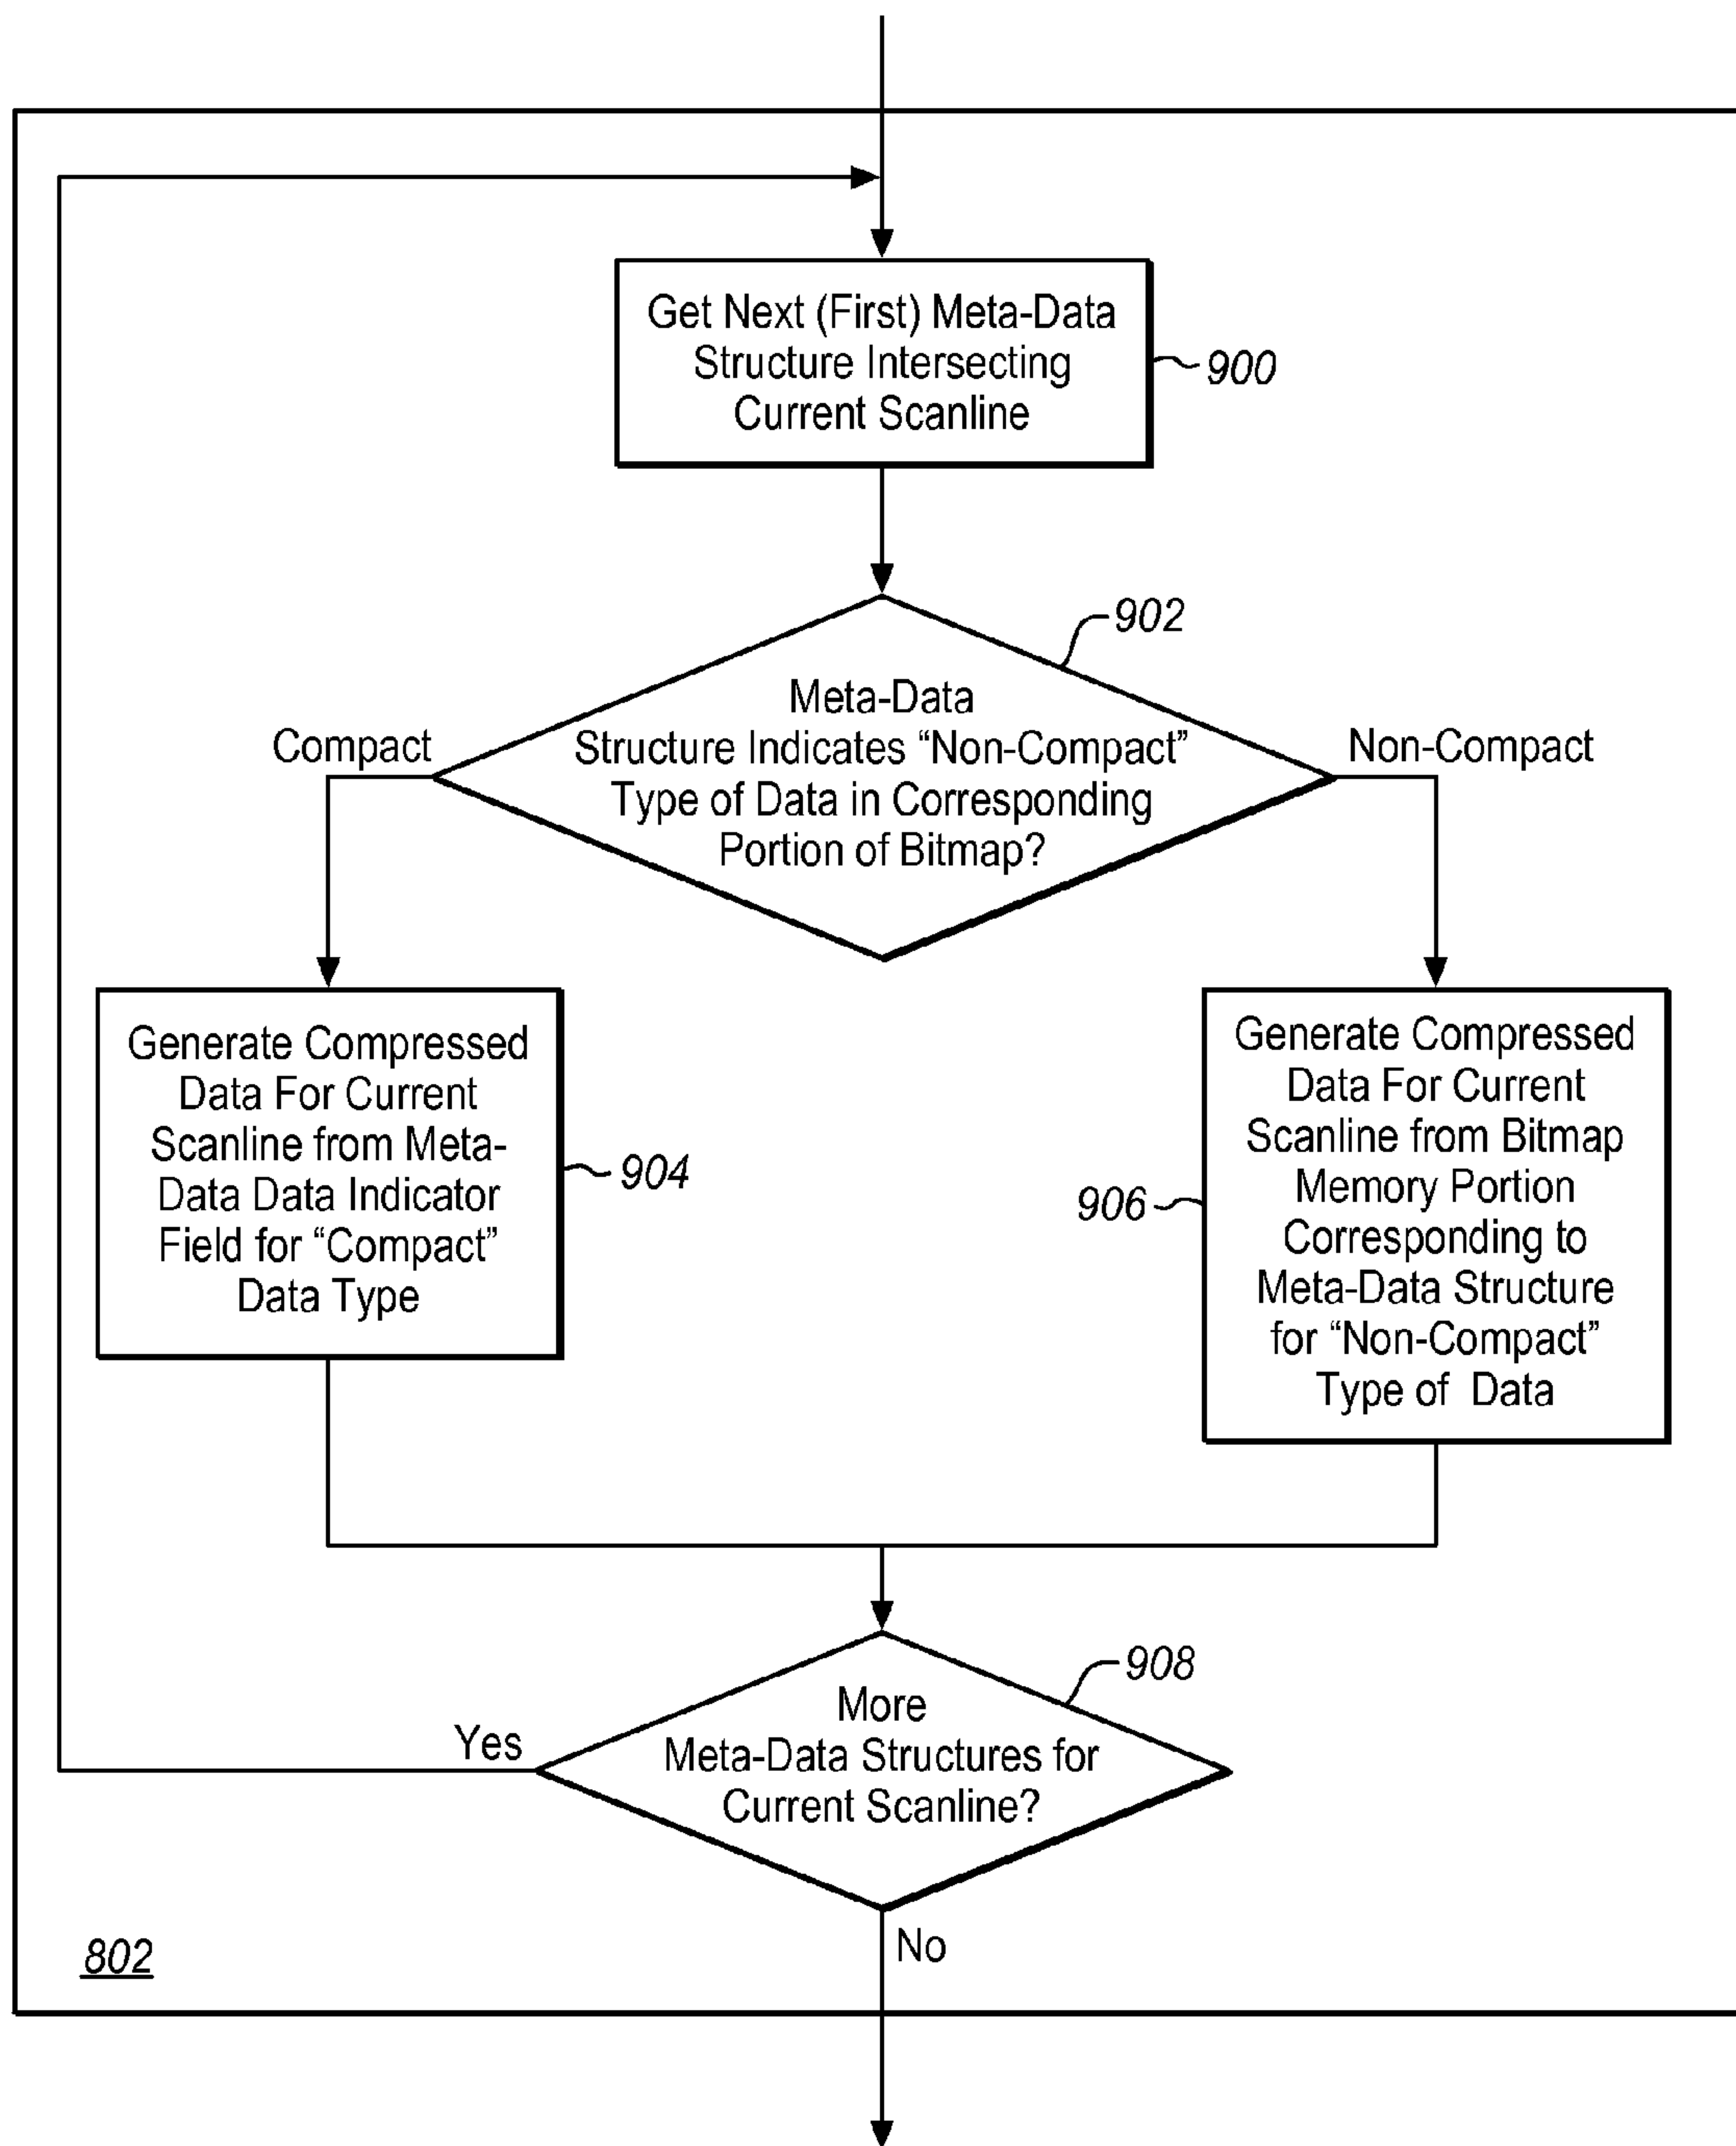 Get Next (First) Meta-Data
Structure Intersecting
Current Scanline
900
902
Meta-Data
Structure Indicates “Non-Compact”
Type of Data in Corresponding
Portion of Bitmap?
Compact
Non-Compact
Generate Compressed
Data For Current
Scanline from Meta-
Data Data Indicator
Field for “Compact”
Data Type
904
Generate Compressed
Data For Current
Scanline from Bitmap
Memory Portion
Corresponding to
Meta-Data Structure
for “Non-Compact”
Type of Data
906
908
More
Meta-Data Structures for
Current Scanline?
Yes
No
802